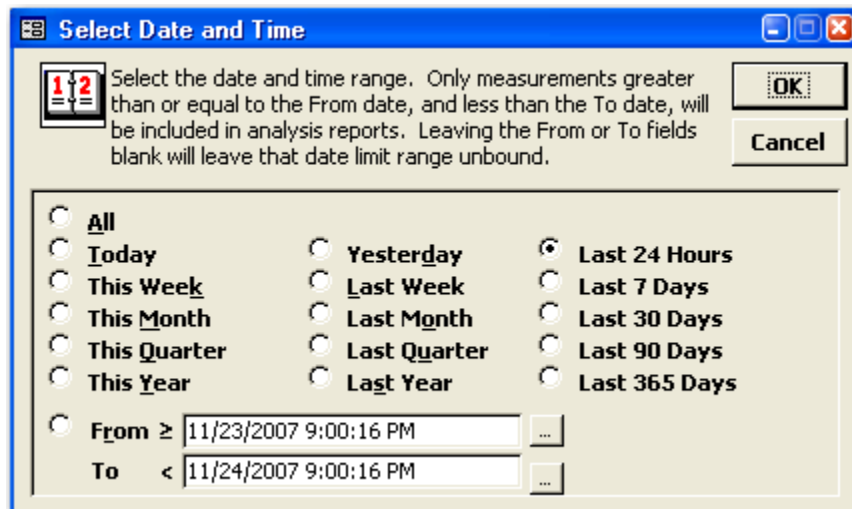 Select Date and Time
1 2
Select the date and time range. Only measurements greater
than or equal to the From date, and less than the To date, will
be included in analysis reports. Leaving the From or To fields
blank will leave that date limit range unbound.
OK
Cancel
All
Today Yesterday Last 24 Hours
This Week Last Week Last 7 Days
This Month Last Month Last 30 Days
This Quarter Last Quarter Last 90 Days
This Year Last Year Last 365 Days
From ≥ 11/23/2007 9:00:16 PM ...
To < 11/24/2007 9:00:16 PM ...